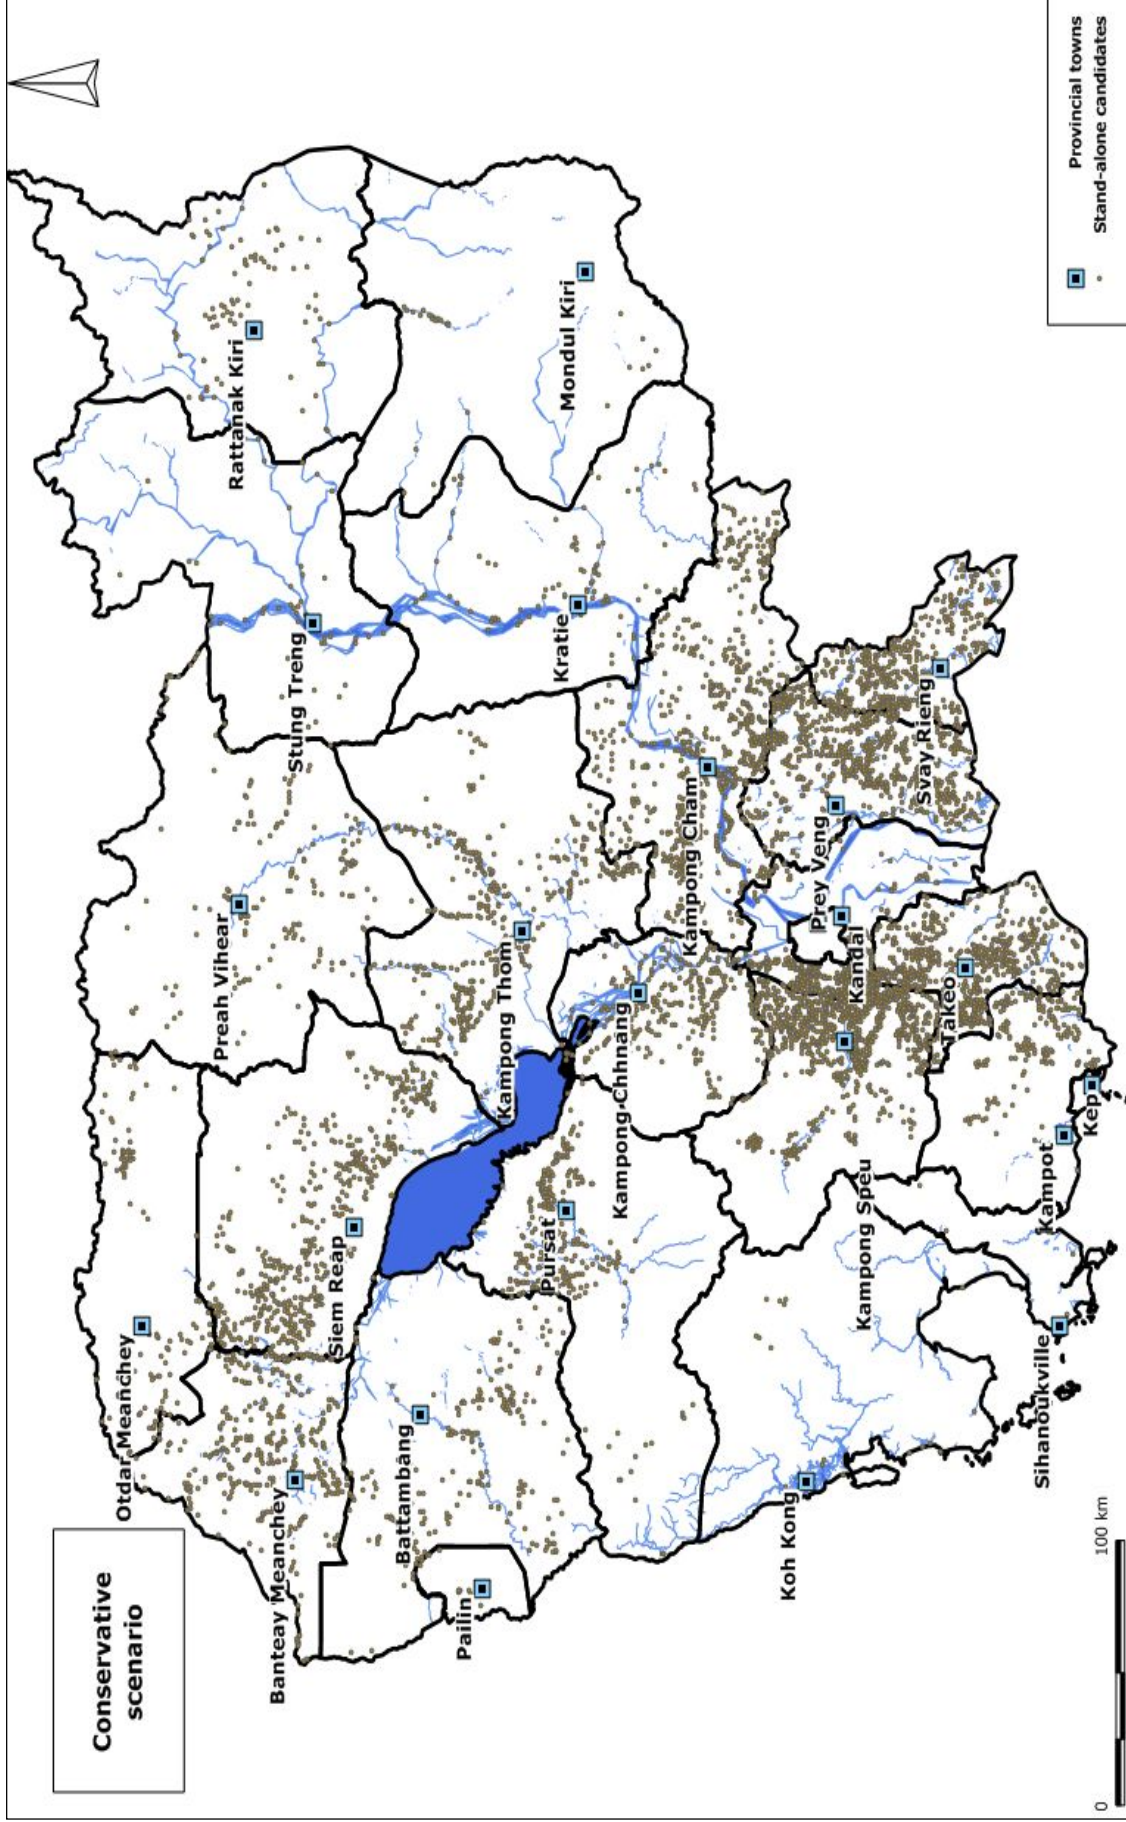 Conservative
scenario
Otdar Meanchey
Banteay Meanchey
Siem Reap
Preah Vihear
Stung Treng
Rattanak Kiri
Battambang
Pailin
Pursat
Kampong Thom
Kampong Chhnang
Kratie
Mondul Kiri
Kampong Cham
Koh Kong
Kampong Speu
Kandal
Prey Veng
Svay Rieng
Takeo
Sihanoukville
Kampot
Kep
0
100 km
Provincial towns
Stand-alone candidates